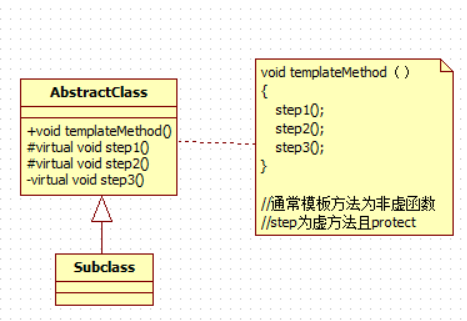 AbstractClass
+void templateMethod()
#virtual void step1()
#virtual void step2()
-virtual void step3()
Subclass
void templateMethod（）
{
step1();
step2();
step3();
}
//通常模板方法为非虚函数
//step为虚方法且protect